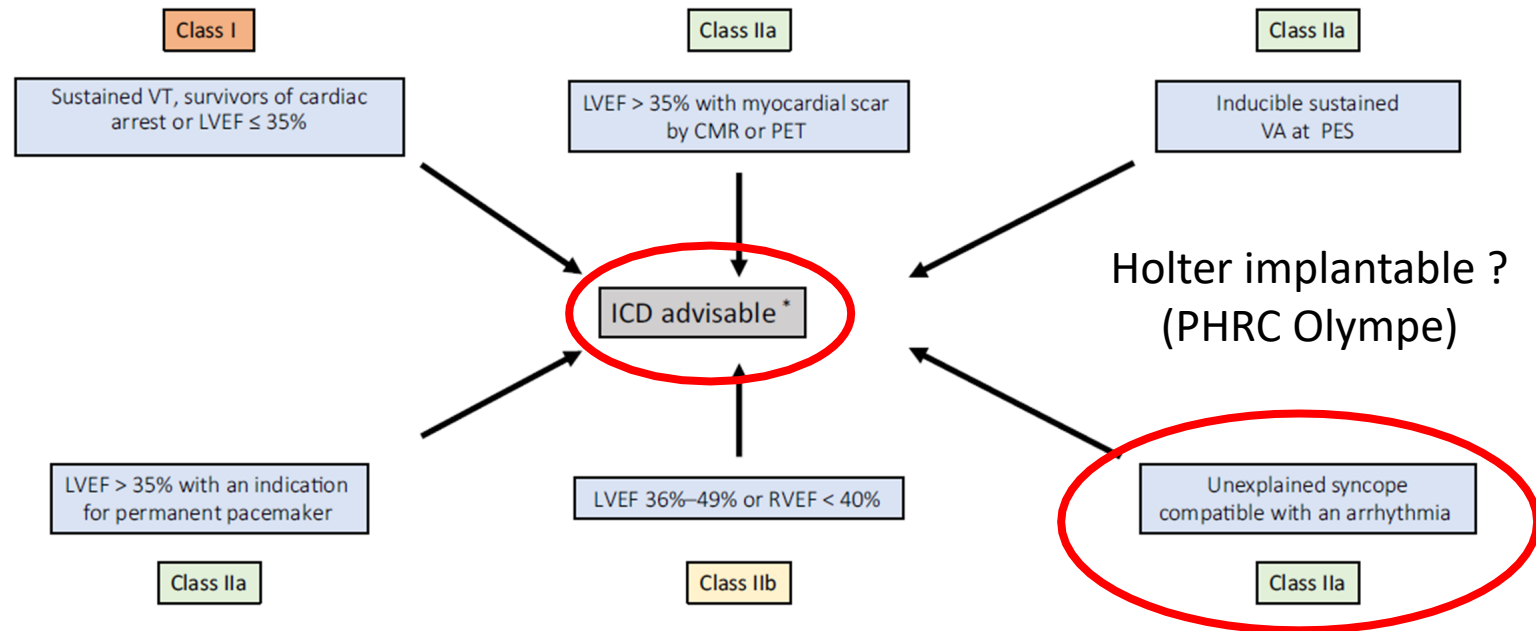 Class I
Class IIa
Class IIa
Sustained VT, survivors of cardiac
arrest or LVEF ≤ 35%
LVEF > 35% with myocardial scar
by CMR or PET
Inducible sustained
VA at PES
Holter implantable ?
(PHRC Olympe)
ICD advisable *
LVEF > 35% with an indication
for permanent pacemaker
LVEF 36%–49% or RVEF < 40%
Unexplained syncope
compatible with an arrhythmia
Class IIa
Class IIb
Class IIa